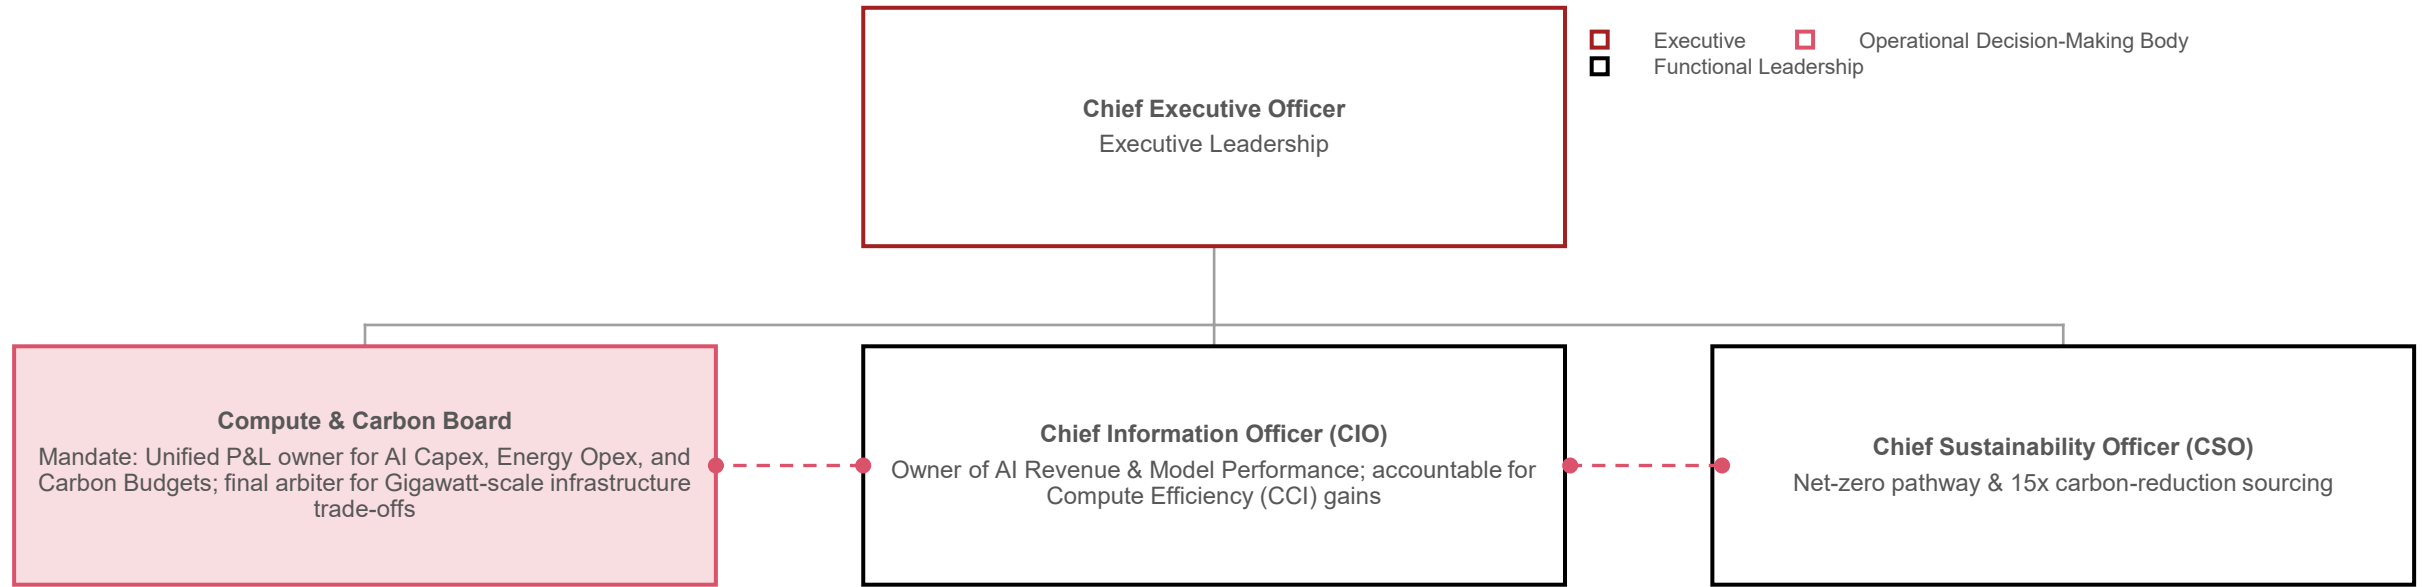 Chief Executive Officer
Executive Leadership
Executive
Operational Decision-Making Body
Functional Leadership
Compute & Carbon Board
Mandate: Unified P&L owner for AI Capex, Energy Opex, and
Carbon Budgets; final arbiter for Gigawatt-scale infrastructure
trade-offs
Chief Information Officer (CIO)
Owner of AI Revenue & Model Performance; accountable for
Compute Efficiency (CCI) gains
Chief Sustainability Officer (CSO)
Net-zero pathway & 15x carbon-reduction sourcing